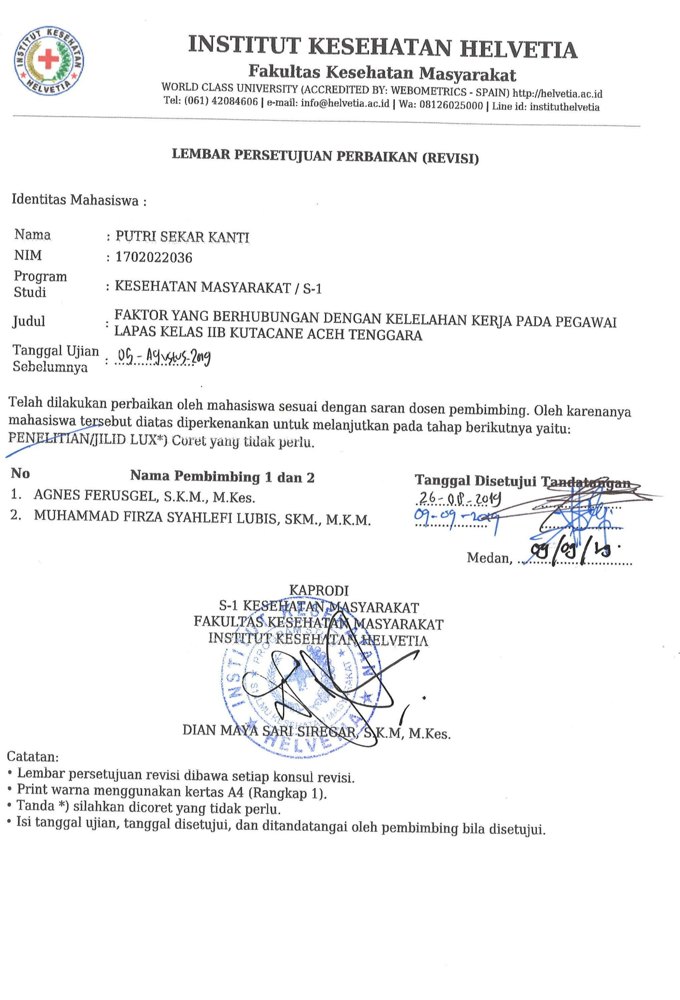 INSTITUT KESEHATAN
HELVETIA
INSTITUT KESEHATAN HELVETIA
Fakultas Kesehatan Masyarakat
WORLD CLASS UNIVERSITY (ACCREDITED BY: WEBOMETRICS - SPAIN) http://helvetia.ac.id
Tel: (061) 42084606 | e-mail: info@helvetia.ac.id | Wa: 08126025000 | Line id: instituthelvetia
LEMBAR PERSETUJUAN PERBAIKAN (REVISI)
Identitas Mahasiswa :
Nama : PUTRI SEKAR KANTI
NIM : 1702022036
Program Studi : KESEHATAN MASYARAKAT / S-1
Judul : FAKTOR YANG BERHUBUNGAN DENGAN KELELAHAN KERJA PADA PEGAWAI
LAPAS KELAS IIB KUTACANE ACEH TENGGARA
Tanggal Ujian Sebelumnya : Agustus-2019
Telah dilakukan perbaikan oleh mahasiswa sesuai dengan saran dosen pembimbing. Oleh karenanya
mahasiswa tersebut diatas diperkenankan untuk melanjutkan pada tahap berikutnya yaitu:
PENELITIAN/JILID LUX*) Coret yang tidak perlu.
No Nama Pembimbing 1 dan 2 Tanggal Disetujui Tandatangan
1. AGNES FERUSGEL, S.K.M., M.Kes. 26-08-2019
2. MUHAMMAD FIRZA SYAHLEFI LUBIS, SKM., M.K.M. 09-09-2019
Medan, 09/09/19.
KAPRODI
S-1 KESEHATAN MASYARAKAT
FAKULTAS KESEHATAN MASYARAKAT
INSTITUT KESEHATAN HELVETIA
INSTITUT KESEHATAN
HELVETIA
PROGRAM STUDI
S1 ILMU KESEHATAN MASYARAKAT
DIAN MAYA SARI SIREGAR, S.K.M, M.Kes.
Catatan:
• Lembar persetujuan revisi dibawa setiap konsul revisi.
• Print warna menggunakan kertas A4 (Rangkap 1).
• Tanda *) silahkan dicoret yang tidak perlu.
• Isi tanggal ujian, tanggal disetujui, dan ditandatangai oleh pembimbing bila disetujui.